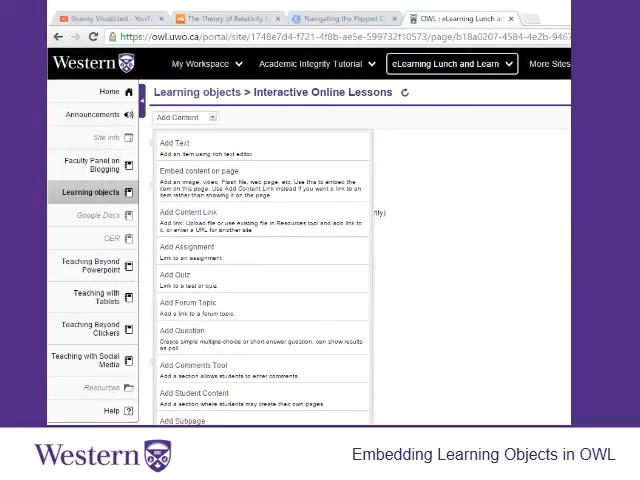 Gravity Visualized - YouT
The Theory of Relativity
Navigating the Flipped C
OWL : eLearning Lunch an
https://owl.uwo.ca/portal/site/1748e7d4-f721-4f8b-ae5e-599732f10573/page/b18a0207-4584-4e2b-9467
Western
My Workspace
Academic Integrity Tutorial
eLearning Lunch and Learn
More Sites
Home
Announcements
Site Info
Faculty Panel on
Blogging
Learning objects
Google Docs
OER
Teaching Beyond
Powerpoint
Teaching with
Tablets
Teaching Beyond
Clickers
Teaching with Social
Media
Resources
Help
Learning objects > Interactive Online Lessons
Add Content
Add Text
Add an item using rich text editor
Embed content on page
Add an image, video, Flash file, web page, etc. Use this to embed the
item on this page. Use Add Content Link instead if you want a link to an
item rather than showing it on the page
Add Content Link
Add link: Upload file or use existing file in Resources tool and add link to
it, or enter a URL for another site
nly)
Add Assignment
Link to an assignment
Add Quiz
Link to a test or quiz
Add Forum Topic
Add a link to a forum topic.
Add Question
Create simple multiple-choice or short-answer question, can show results
as poll
Add Comments Tool
Add a section allows students to enter comments.
Add Student Content
Add a section where students may create their own pages
Add Subpage
Western
Embedding Learning Objects in OWL